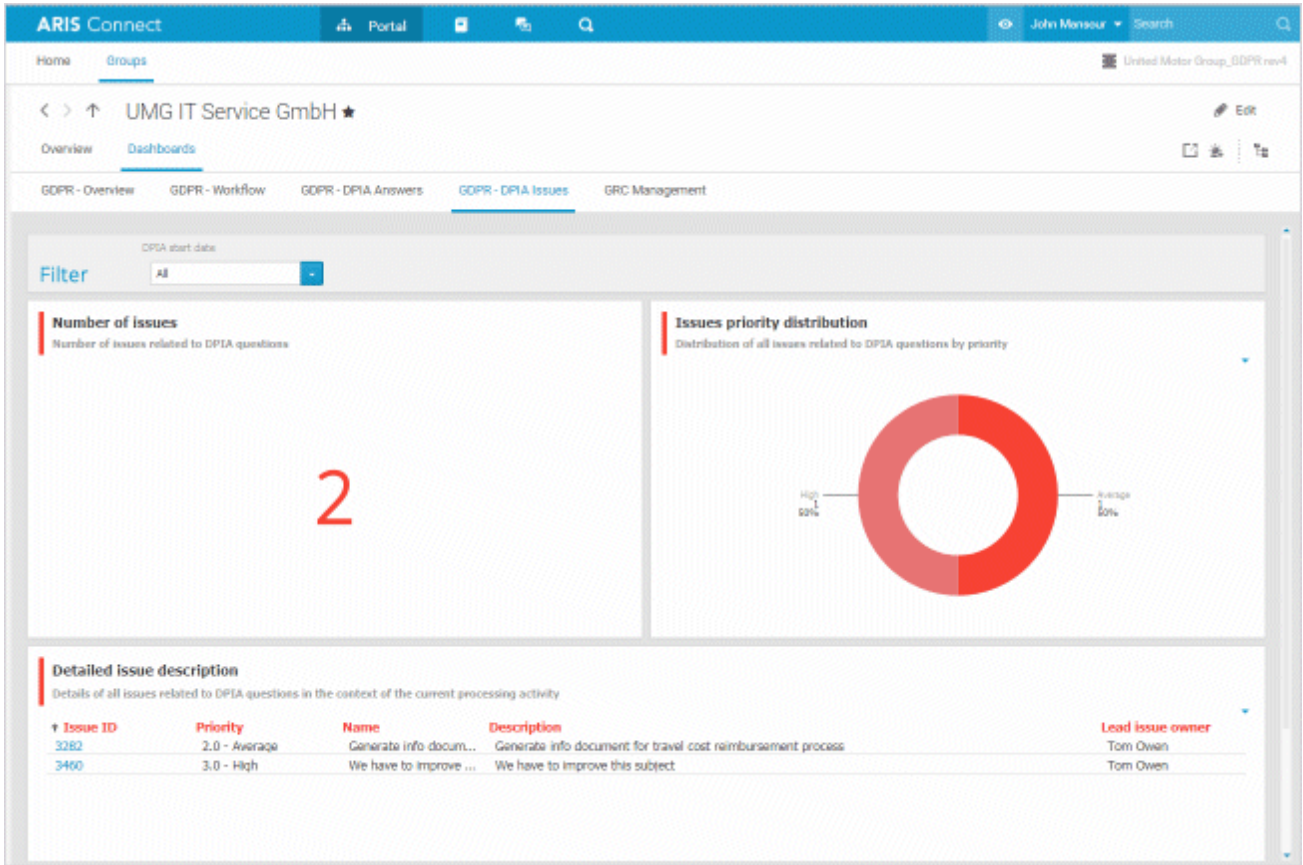 ARIS Connect
Portal
John Mansour
Search
Home
Groups
United Motor Group_GDPR rev4
UMG IT Service GmbH
Edit
Overview
Dashboards
GDPR - Overview
GDPR - Workflow
GDPR - DPIA Answers
GDPR - DPIA Issues
GRC Management
DPIA start date
Filter
All
Number of issues
Number of issues related to DPIA questions
2
Issues priority distribution
Distribution of all issues related to DPIA questions by priority
High
1
50%
Average
1
50%
Detailed issue description
Details of all issues related to DPIA questions in the context of the current processing activity
Issue ID Priority Name Description Lead issue owner
3282 2.0 - Average Generate info docum... Generate info document for travel cost reimbursement process Tom Owen
3460 3.0 - High We have to improve ... We have to improve this subject Tom Owen